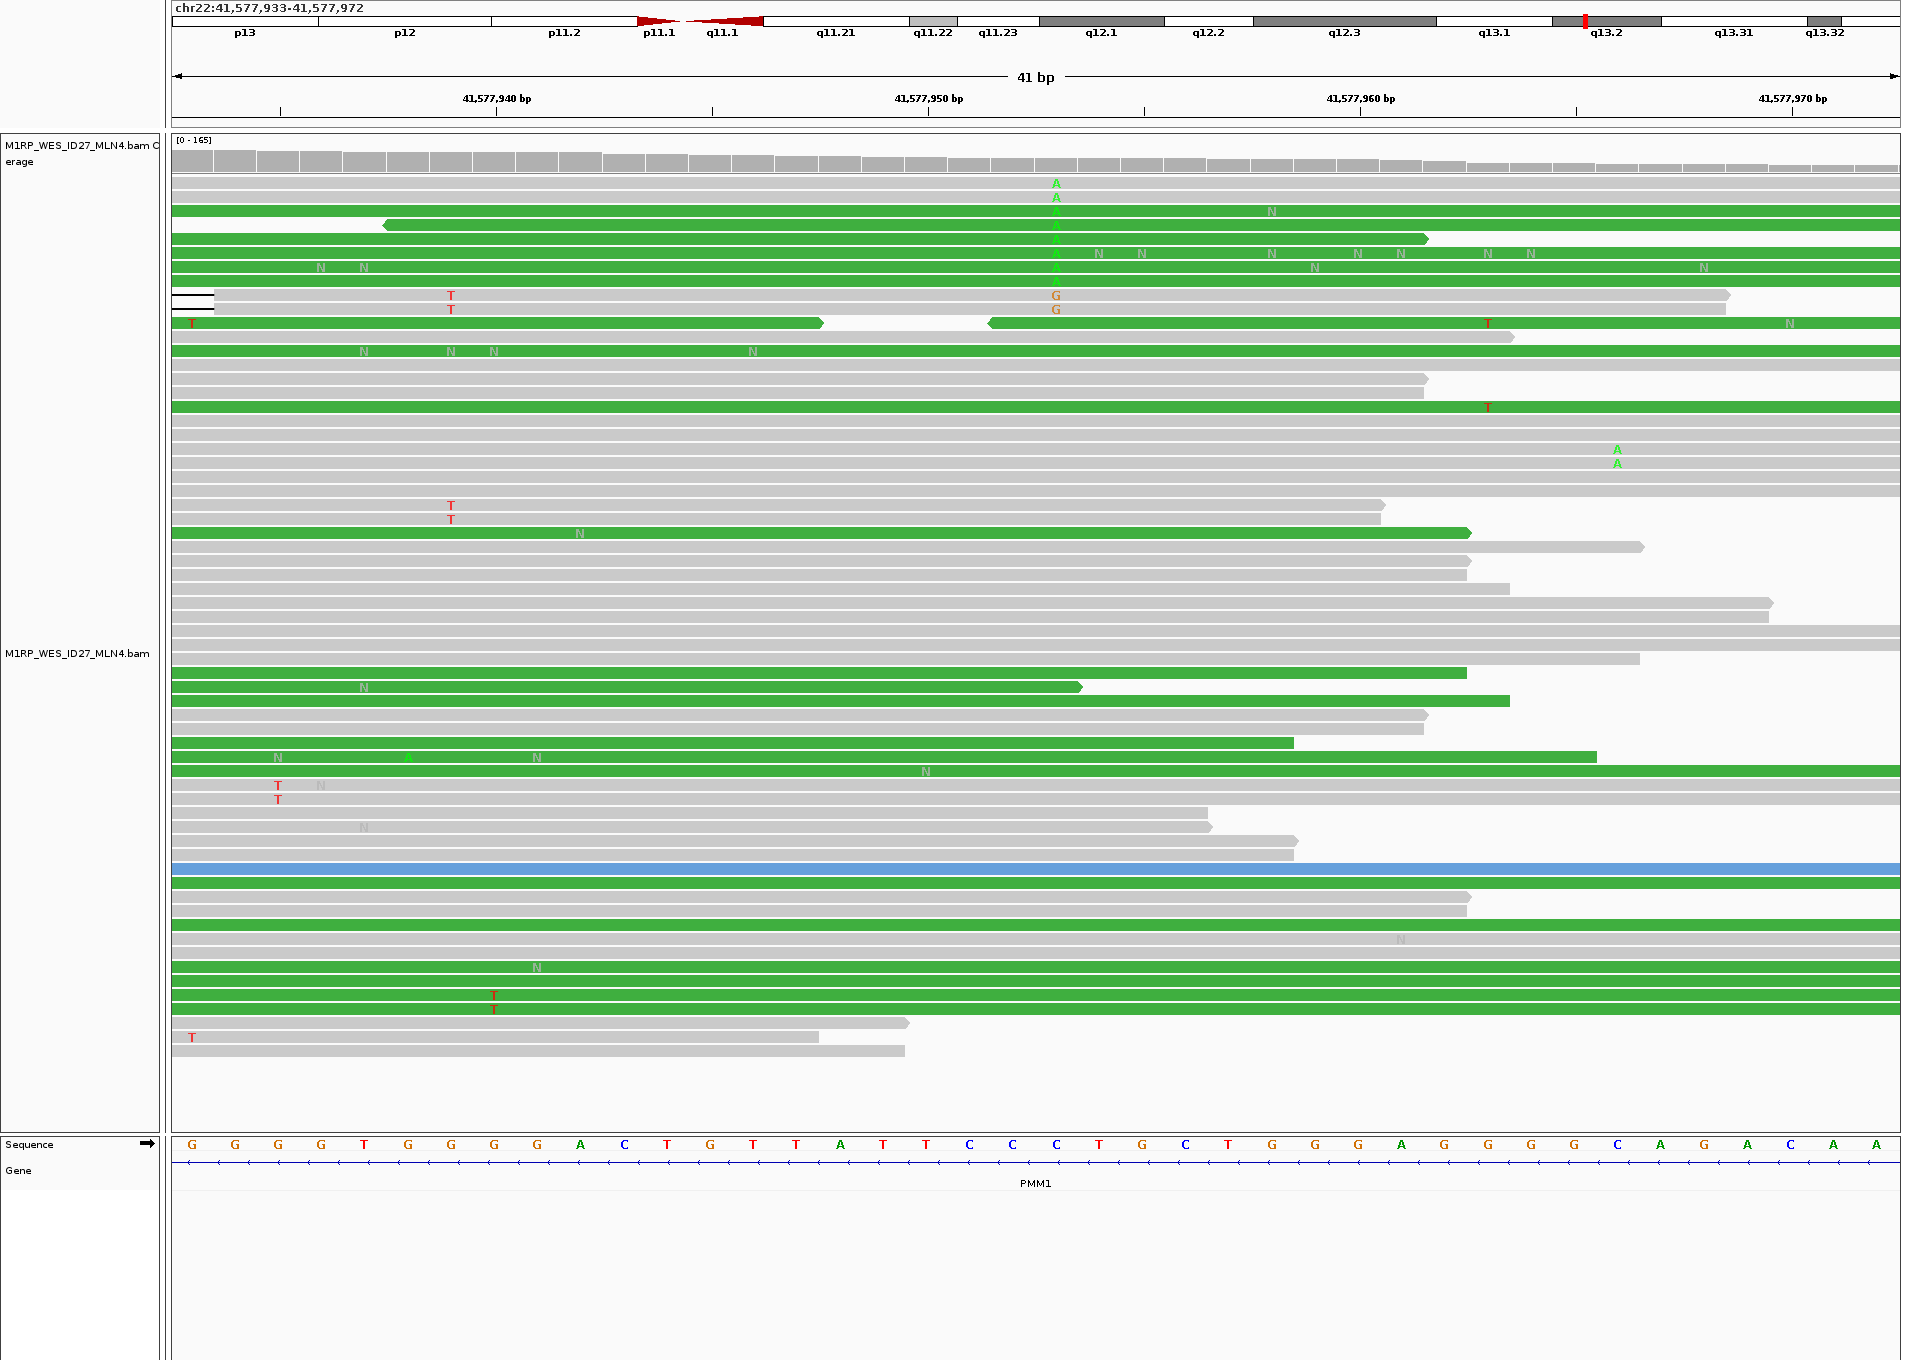 chr22:41,577,933-41,577,972
p13 p12 p11.2 p11.1 q11.1 q11.21 q11.22 q11.23 q12.1 q12.2 q12.3 q13.1 q13.2 q13.31 q13.32
41 bp
41,577,940 bp 41,577,950 bp 41,577,960 bp 41,577,970 bp
M1RP_WES_ID27_MLN4.bam C
erage
[0 - 165]
A
A
A N
A
A
A N N N N N N N
N N A N N
A
T G
T G
T T N
N N N N
T
A
A
T
T
N
M1RP_WES_ID27_MLN4.bam
N
N A N
N
T N
T
N
N
N
T
T
T
Sequence
G G G G T G G G G A C T G T T A T T C C C T G C T G G G A G G G G C A G A C A A
Gene
PMM1